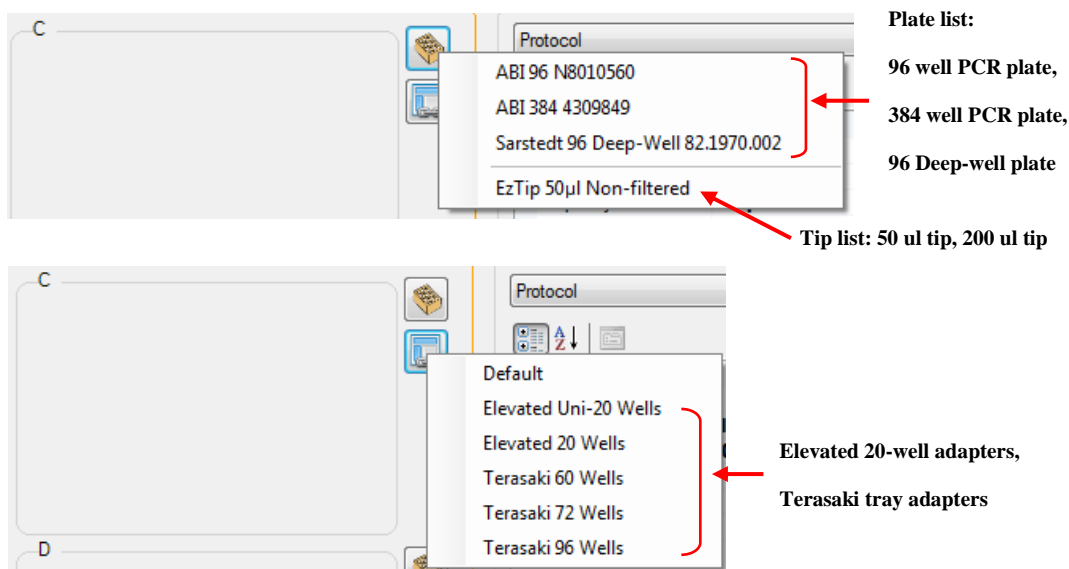 C
Protocol
ABI 96 N8010560
ABI 384 4309849
Sarstedt 96 Deep-Well 82.1970.002
EzTip 50µl Non-filtered
Plate list:
96 well PCR plate,
384 well PCR plate,
96 Deep-well plate
Tip list: 50 ul tip, 200 ul tip
C
Protocol
A
Z
Default
Elevated Uni-20 Wells
Elevated 20 Wells
Terasaki 60 Wells
Terasaki 72 Wells
Terasaki 96 Wells
Elevated 20-well adapters,
Terasaki tray adapters
D